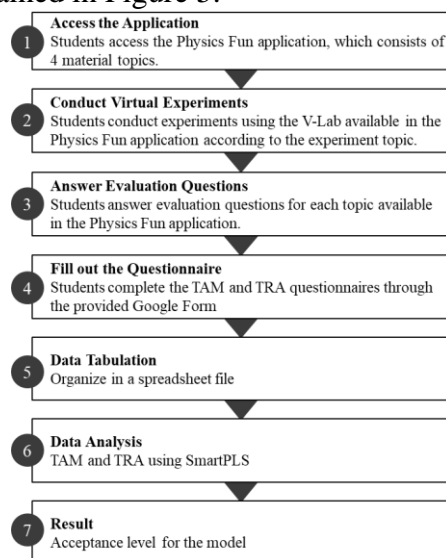 Figure 3.
1
Access the Application
Students access the Physics Fun application, which consists of
4 material topics.
2
Conduct Virtual Experiments
Students conduct experiments using the V-Lab available in the
Physics Fun application according to the experiment topic.
3
Answer Evaluation Questions
Students answer evaluation questions for each topic available
in the Physics Fun application.
4
Fill out the Questionnaire
Students complete the TAM and TRA questionnaires through
the provided Google Form
5
Data Tabulation
Organize in a spreadsheet file
6
Data Analysis
TAM and TRA using SmartPLS
7
Result
Acceptance level for the model